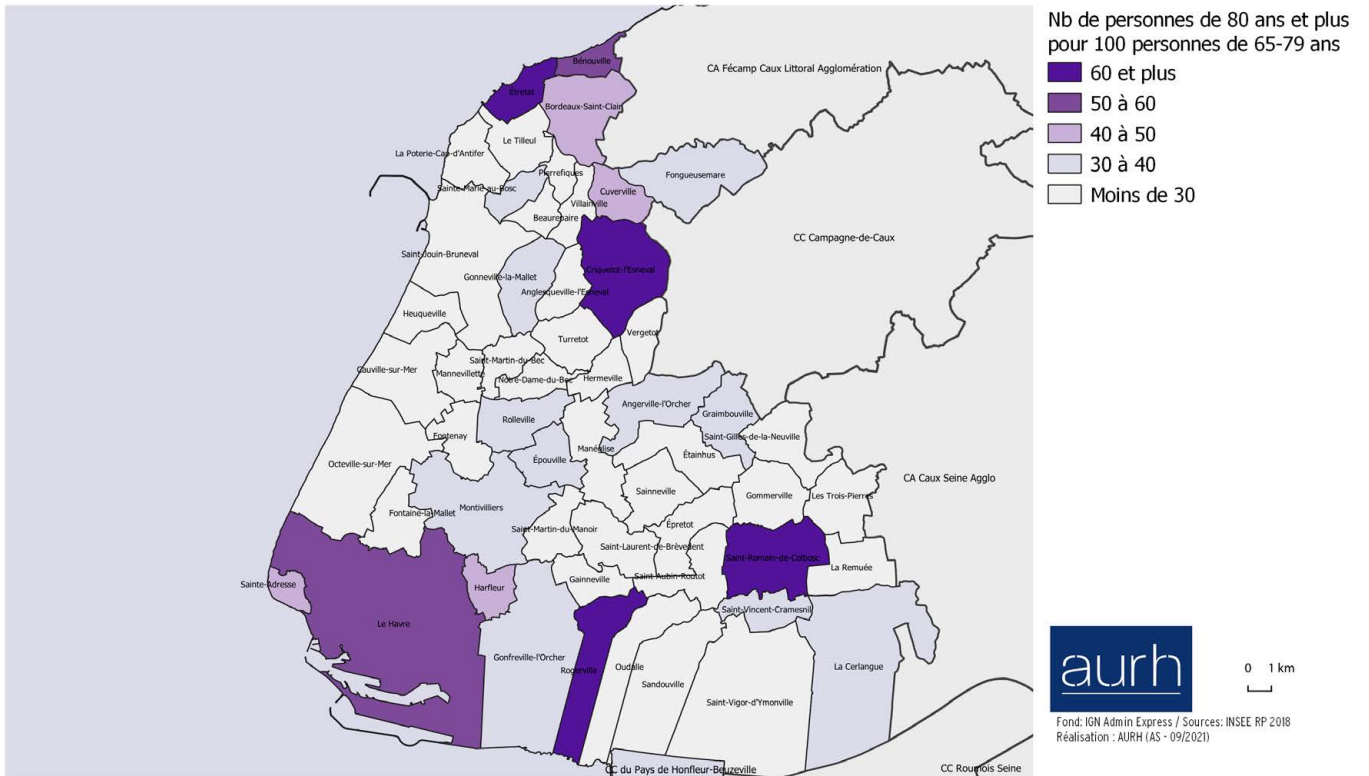 Nb de personnes de 80 ans et plus
pour 100 personnes de 65-79 ans
60 et plus
50 à 60
40 à 50
30 à 40
Moins de 30
Bénouville
CA Fécamp Caux Littoral Agglomération
Étretat
Bordeaux-Saint-Clair
Le Tilleul
La Poterie-Cap-d'Antifer
Pierrefiques
Fongueusemare
Sainte-Marie-au-Bosc
Cuverville
Villainville
Beaurepaire
CC Campagne-de-Caux
Saint-Jouin-Bruneval
Criquetot-l'Esneval
Gonneville-la-Mallet
Anglesqueville-l'Esneval
Heuqueville
Vergetot
Turretot
Saint-Martin-du-Bec
Cauville-sur-Mer
Mannevillette
Notre-Dame-du-Bec
Hermeville
Angerville-l'Orcher
Graimbouville
Rolleville
Fontenay
Saint-Gilles-de-la-Neuville
Manéglise
Étainhus
Épouville
Octeville-sur-Mer
CA Caux Seine Agglo
Sainneville
Gommerville
Les Trois-Pierres
Montivilliers
Fontaine-la-Mallet
Épretot
Saint-Martin-du-Manoir
Saint-Laurent-de-Brèvedent
Saint-Romain-de-Colbosc
La Remuée
Saint-Aubin-Routot
Gainneville
Sainte-Adresse
Harfleur
Saint-Vincent-Cramesnil
Le Havre
Gonfreville-l'Orcher
Rogerville
Oudalle
La Cerlangue
Sandouville
Saint-Vigor-d'Ymonville
CC du Pays de Honfleur-Beuzeville
CC Roumois Seine
aurh
0 1 km
Fond: IGN Admin Express / Sources: INSEE RP 2018
Réalisation : AURH (AS - 09/2021)